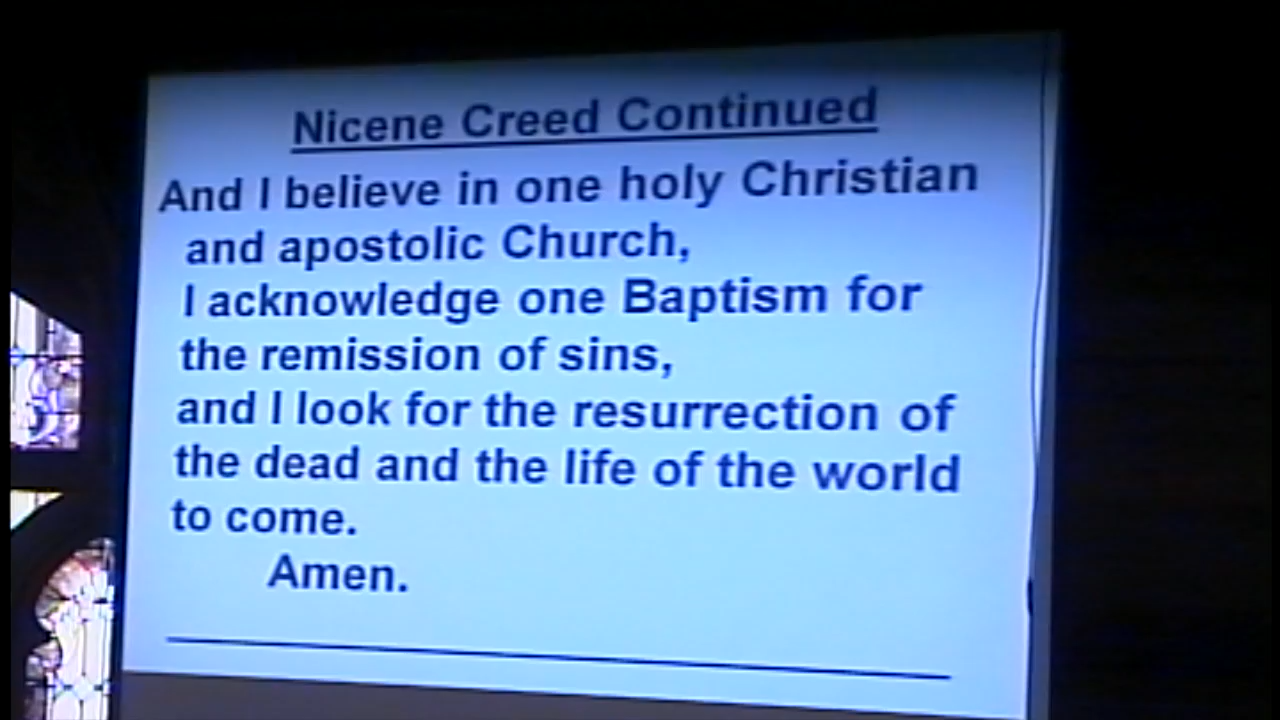 Nicene Creed Continued
And I believe in one holy Christian
and apostolic Church,
I acknowledge one Baptism for
the remission of sins,
and I look for the resurrection of
the dead and the life of the world
to come.
Amen.